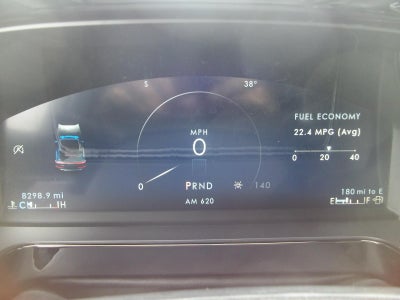 S 38°
FUEL ECONOMY
MPH
22.4 MPG (Avg)
0
0 20 40
0 PRND 140
8298.9 mi
180 mi to E
C H
AM 620
E F